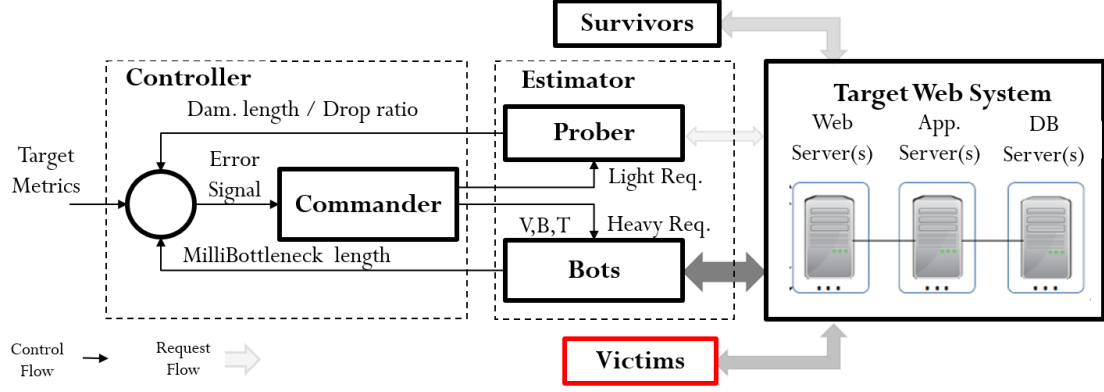 Survivors
Controller
Estimator
Target Web System
Dam. length / Drop ratio
Prober
Web
Server(s)
App.
Server(s)
DB
Server(s)
Target
Metrics
Error
Signal
Light Req.
Commander
V,B,T
Heavy Req.
MilliBottleneck length
Bots
Control
Flow
Request
Flow
Victims